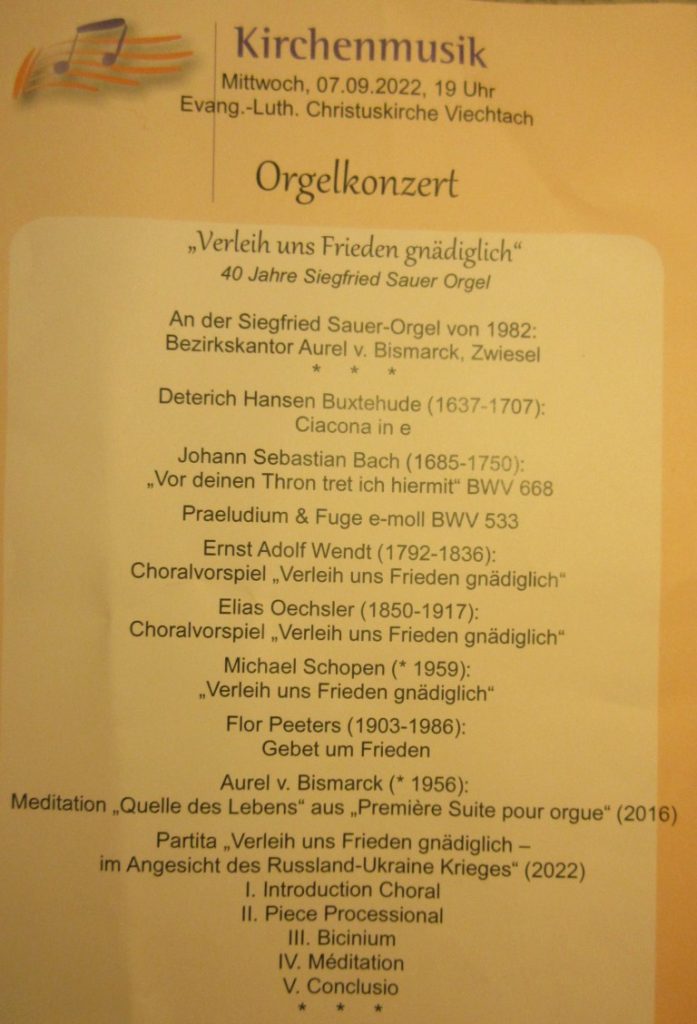 Kirchenmusik
Mittwoch, 07.09.2022, 19 Uhr
Evang.-Luth. Christuskirche Viechtach
Orgelkonzert
„Verleih uns Frieden gnädiglich“
40 Jahre Siegfried Sauer Orgel
An der Siegfried Sauer-Orgel von 1982:
Bezirkskantor Aurel v. Bismarck, Zwiesel
* * *
Deterich Hansen Buxtehude (1637-1707):
Ciacona in e
Johann Sebastian Bach (1685-1750):
„Vor deinen Thron tret ich hiermit“ BWV 668
Praeludium & Fuge e-moll BWV 533
Ernst Adolf Wendt (1792-1836):
Choralvorspiel „Verleih uns Frieden gnädiglich“
Elias Oechsler (1850-1917):
Choralvorspiel „Verleih uns Frieden gnädiglich“
Michael Schopen (* 1959):
„Verleih uns Frieden gnädiglich“
Flor Peeters (1903-1986):
Gebet um Frieden
Aurel v. Bismarck (* 1956):
Meditation „Quelle des Lebens“ aus „Première Suite pour orgue“ (2016)
Partita „Verleih uns Frieden gnädiglich –
im Angesicht des Russland-Ukraine Krieges“ (2022)
I. Introduction Choral
II. Piece Processional
III. Bicinium
IV. Méditation
V. Conclusio
* * *